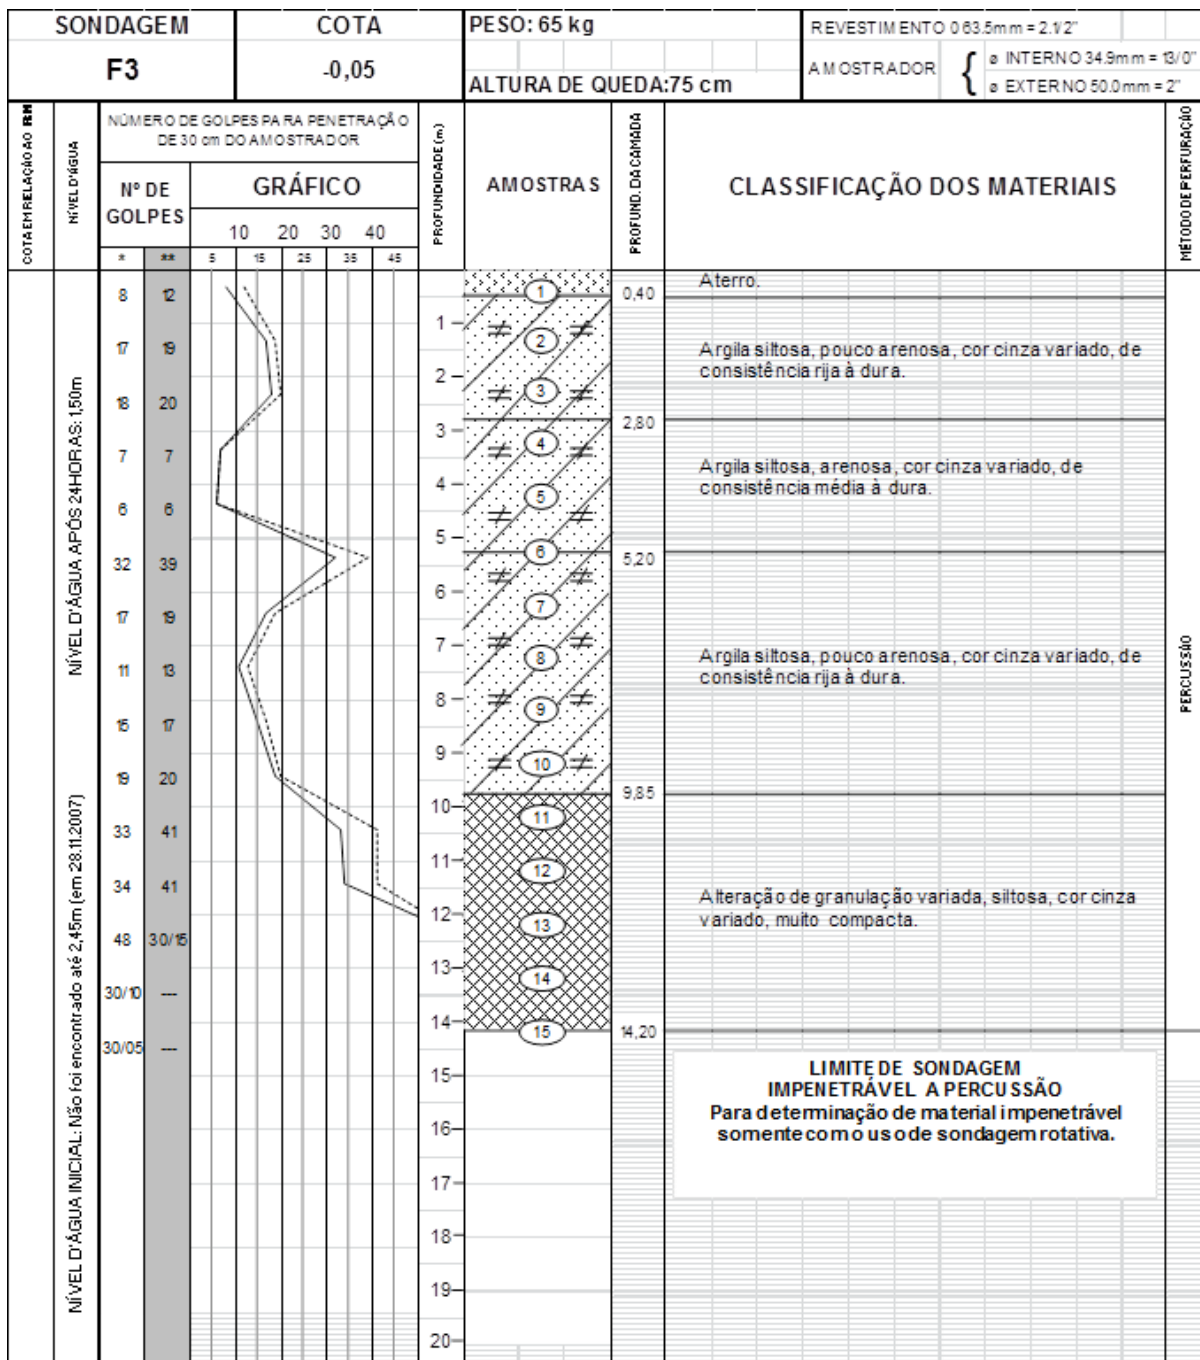 SONDAGEM
F3
COTA
-0,05
PESO: 65 kg
ALTURA DE QUEDA:75 cm
REVESTIMENTO 0 63.5mm = 2.1/2"
AMOSTRADOR
{
ø INTERNO 34.9mm = 13/0"
ø EXTERNO 50.0mm = 2"
COTA EM RELAÇÃO AO RN
NÍVEL D'ÁGUA
NÚMERO DE GOLPES PARA PENETRAÇÃO
DE 30 cm DO AMOSTRADOR
Nº DE
GOLPES
GRÁFICO
10 20 30 40
* ** 5 15 25 35 45
PROFUNDIDADE (m)
AMOSTRAS
PROFUND. DA CAMADA
CLASSIFICAÇÃO DOS MATERIAIS
MÉTODO DE PERFURAÇÃO
NÍVEL D'ÁGUA APÓS 24HORAS: 1,50m
NÍVEL D'ÁGUA INICIAL: Não foi encontrado até 2,45m (em 28.11.2007)
8 12
17 19
18 20
7 7
6 6
32 39
17 19
11 13
15 17
19 20
33 41
34 41
48 30/15
30/10 ---
30/05 ---
1
2
3
4
5
6
7
8
9
10
11
12
13
14
15
16
17
18
19
20
1
2
3
4
5
6
7
8
9
10
11
12
13
14
15
0,40
2,80
5,20
9,85
14,20
Aterro.
Argila siltosa, pouco arenosa, cor cinza variado, de
consistência rija à dura.
Argila siltosa, arenosa, cor cinza variado, de
consistência média à dura.
Argila siltosa, pouco arenosa, cor cinza variado, de
consistência rija à dura.
Alteração de granulação variada, siltosa, cor cinza
variado, muito compacta.
LIMITE DE SONDAGEM
IMPENETRÁVEL A PERCUSSÃO
Para determinação de material impenetrável
somente com o uso de sondagem rotativa.
PERCUSSÃO